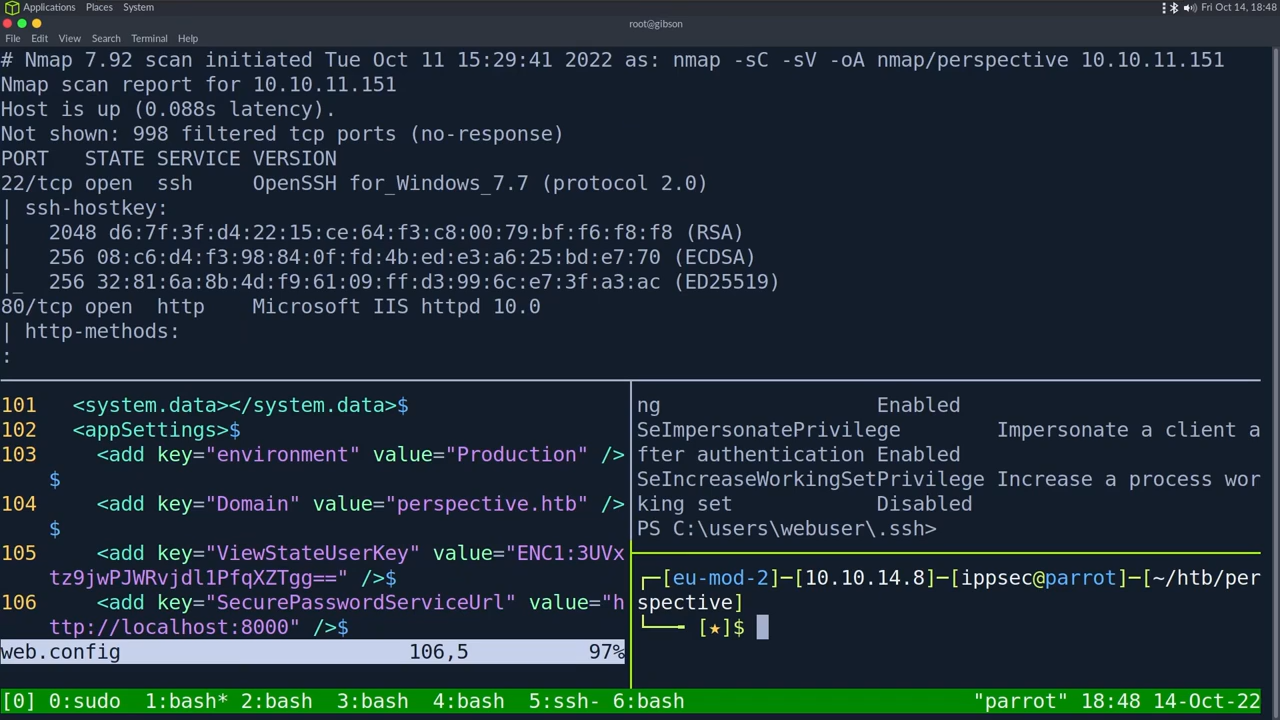 Applications Places System
Fri Oct 14, 18:48
root@gibson
File Edit View Search Terminal Help
# Nmap 7.92 scan initiated Tue Oct 11 15:29:41 2022 as: nmap -sC -sV -oA nmap/perspective 10.10.11.151
Nmap scan report for 10.10.11.151
Host is up (0.088s latency).
Not shown: 998 filtered tcp ports (no-response)
PORT   STATE SERVICE VERSION
22/tcp open  ssh     OpenSSH for_Windows_7.7 (protocol 2.0)
| ssh-hostkey:
|   2048 d6:7f:3f:d4:22:15:ce:64:f3:c8:00:79:bf:f6:f8:f8 (RSA)
|   256 08:c6:d4:f3:98:84:0f:fd:4b:ed:e3:a6:25:bd:e7:70 (ECDSA)
|_  256 32:81:6a:8b:4d:f9:61:09:ff:d3:99:6c:e7:3f:a3:ac (ED25519)
80/tcp open  http    Microsoft IIS httpd 10.0
| http-methods:
:
101   <system.data></system.data>$
102   <appSettings>$
103     <add key="environment" value="Production" />
$
104     <add key="Domain" value="perspective.htb" />
$
105     <add key="ViewStateUserKey" value="ENC1:3UVx
tz9jwPJWRvjdl1PfqXZTgg==" />$
106     <add key="SecurePasswordServiceUrl" value="h
ttp://localhost:8000" />$
web.config                        106,5         97%
ng                  Enabled
SeImpersonatePrivilege        Impersonate a client a
fter authentication Enabled
SeIncreaseWorkingSetPrivilege Increase a process wor
king set            Disabled
PS C:\users\webuser\.ssh>
┌─[eu-mod-2]─[10.10.14.8]─[ippsec@parrot]─[~/htb/per
spective]
└──╼ [★]$
[0] 0:sudo  1:bash* 2:bash  3:bash  4:bash  5:ssh- 6:bash
"parrot" 18:48 14-Oct-22